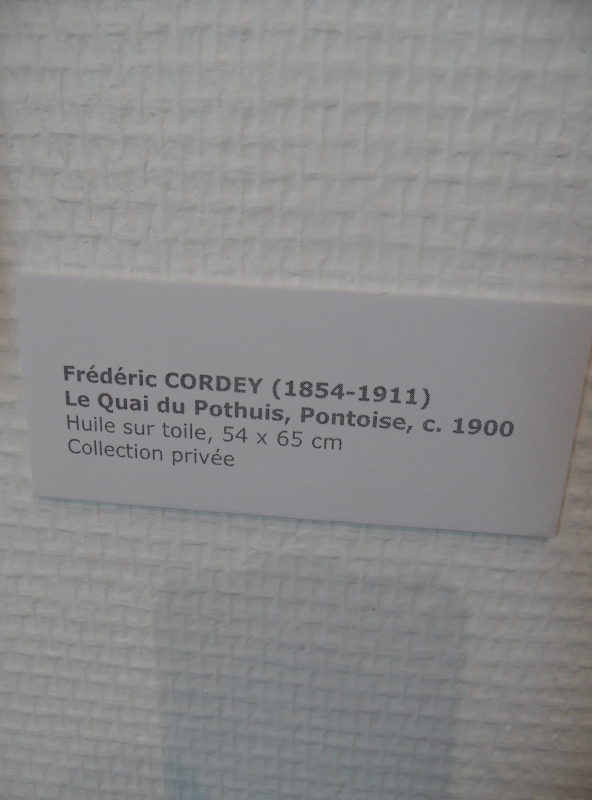 Frédéric CORDEY (1854-1911)
Le Quai du Pothuis, Pontoise, c. 1900
Huile sur toile, 54 x 65 cm
Collection privée